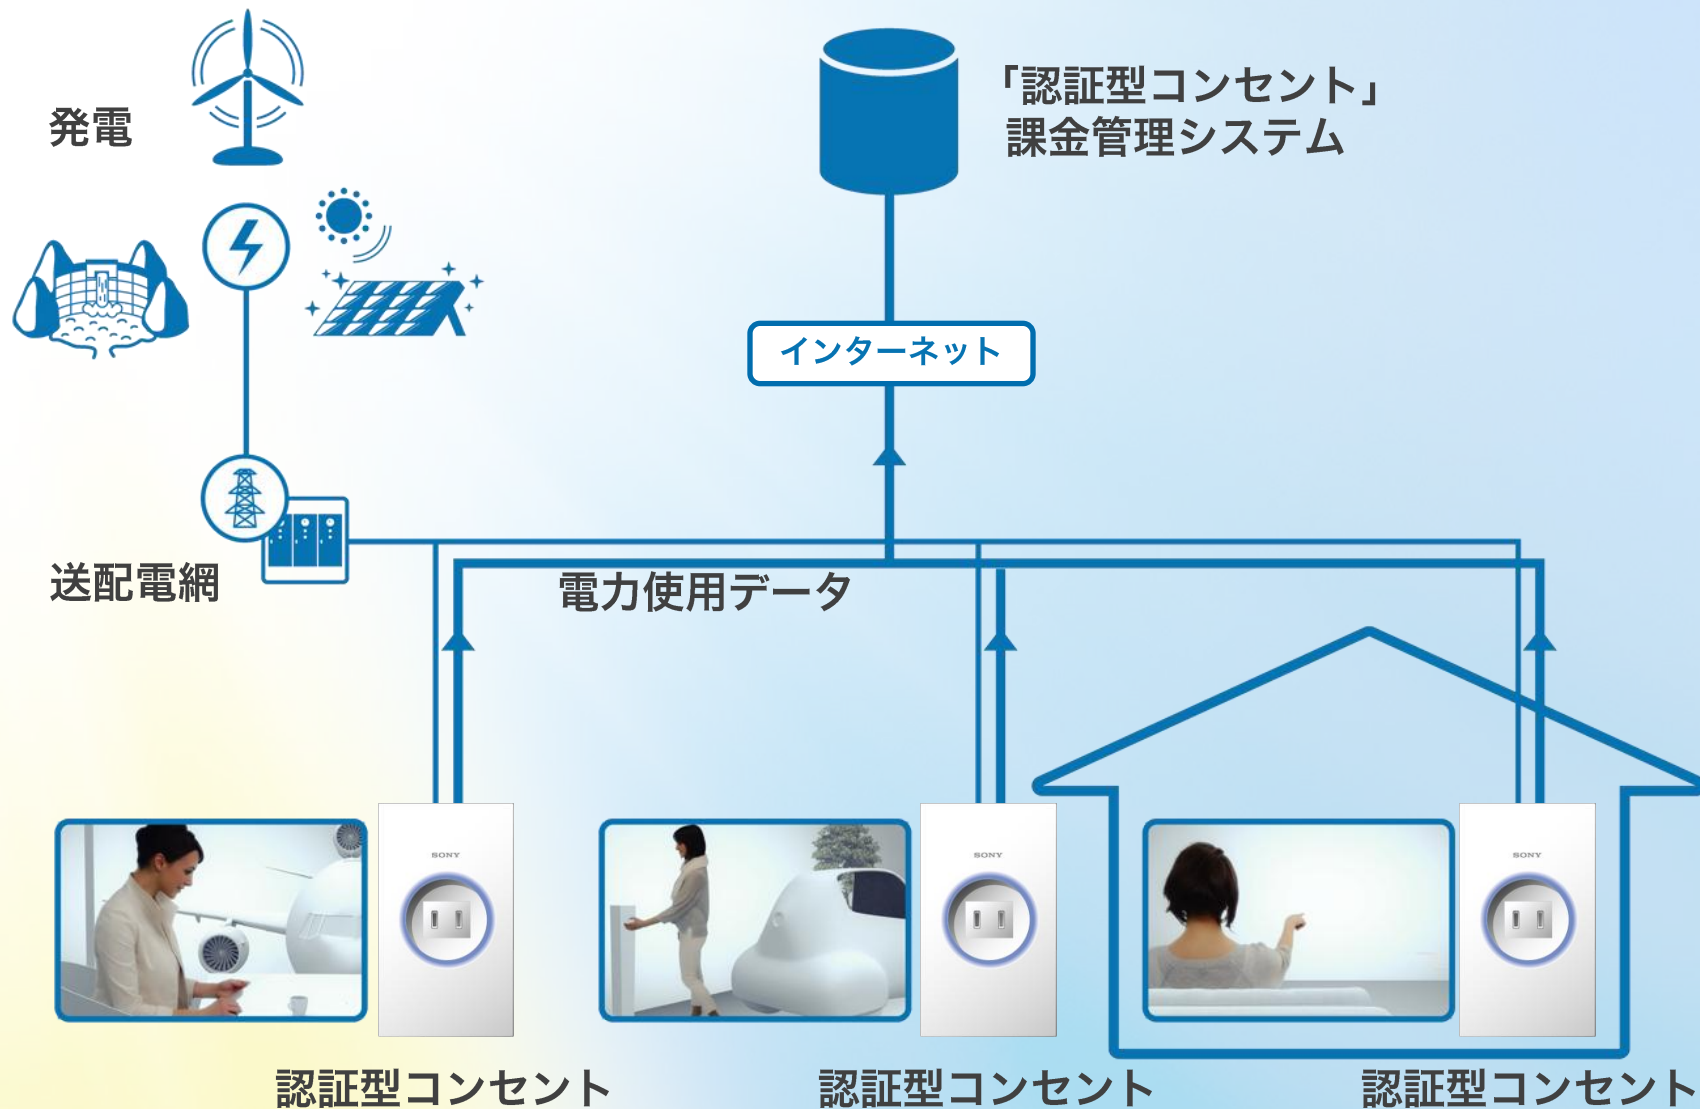 発電
「認証型コンセント」
課金管理システム
インターネット
送配電網
電力使用データ
SONY
SONY
SONY
認証型コンセント
認証型コンセント
認証型コンセント